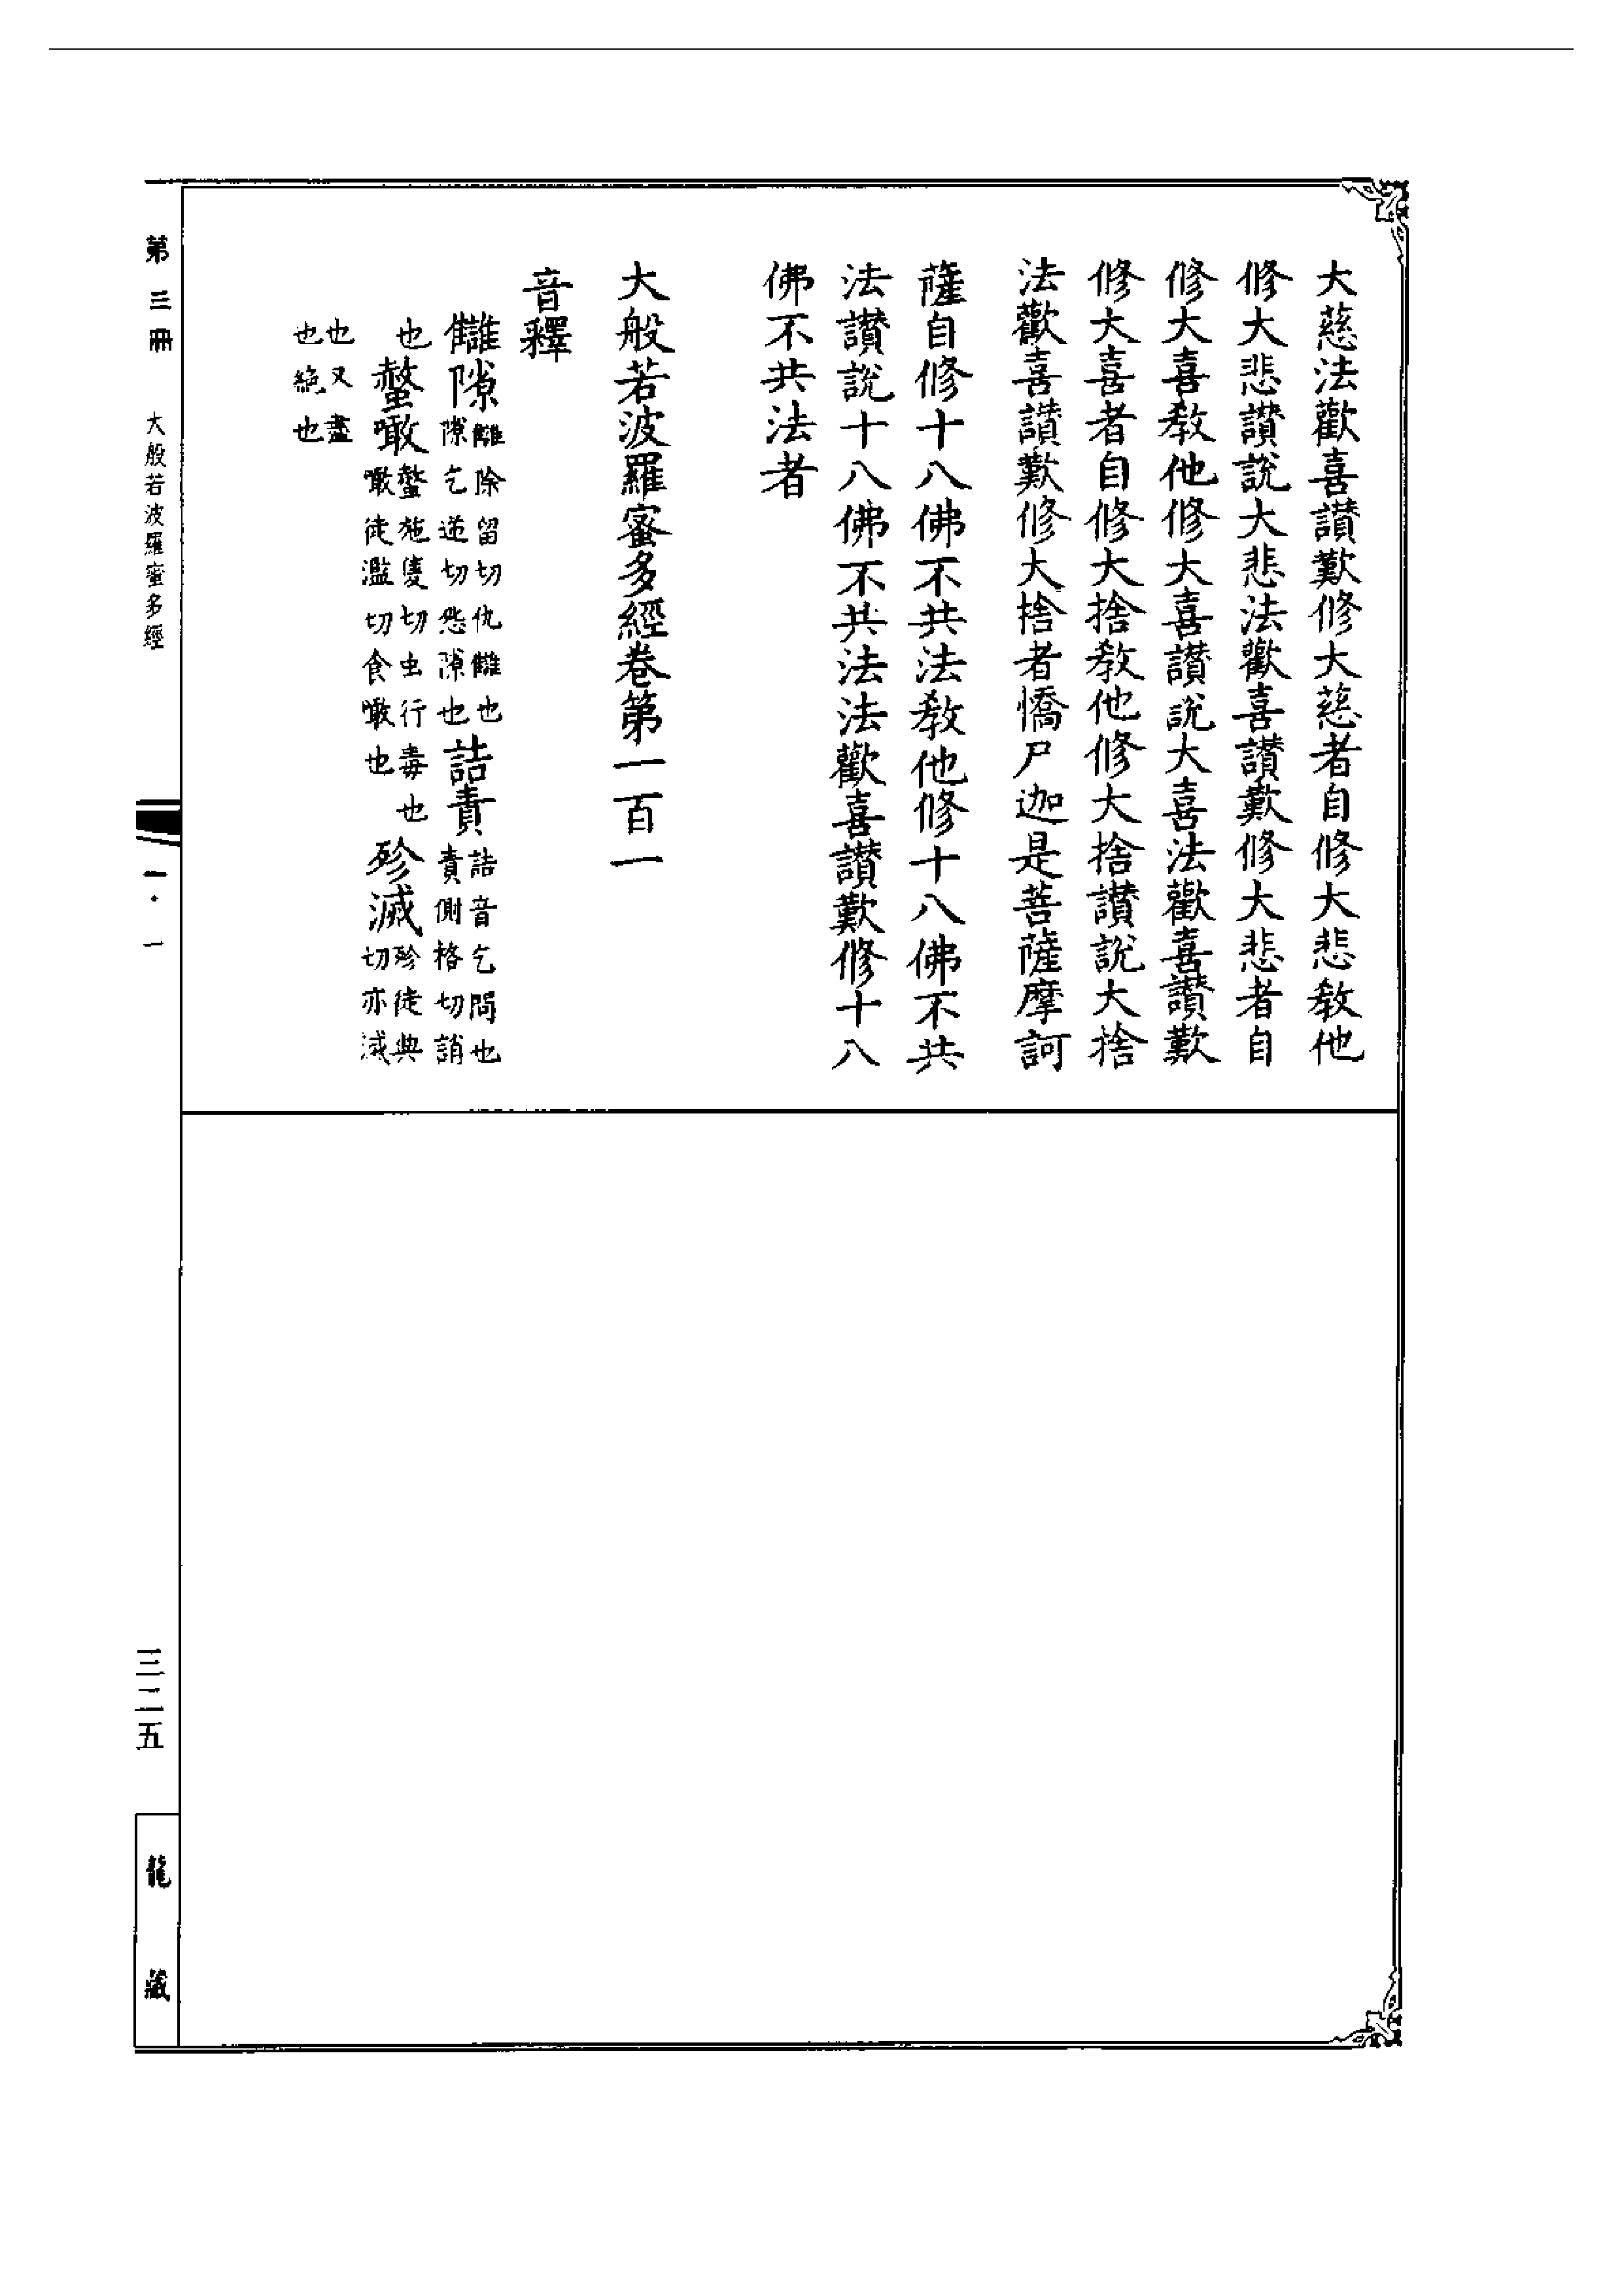 大慈法歡喜讃歎修大慈者自修大悲教他
修大悲讃說大悲法歡喜讃歎修大悲者自
修大喜教他修大喜讃說大喜法歡喜讃歎
修大喜者自修大捨教他修大捨讃說大捨
法歡喜讃歎修大捨者憍尸迦是菩薩摩訶
薩自修十八佛不共法教他修十八佛不共
法讃說十八佛不共法法歡喜讃歎修十八
佛不共法者
大般若波羅蜜多經卷第一百一
音釋
讎隙讎除留切仇讎也隙乞逆切怨隙也詰責詰音乞問也責側格切誚
也螫噉螫施隻切虫行毒也噉徒濫切食噉也殄滅殄徒典切亦滅
也又盡也絶也
第三冊 大般若波羅蜜多經 一·一 三二五 龍藏